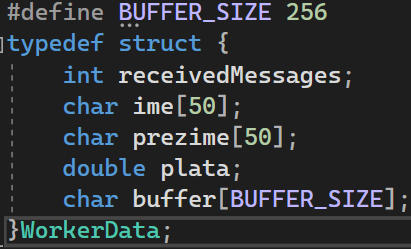 #define BUFFER_SIZE 256
typedef struct {
    int receivedMessages;
    char ime[50];
    char prezime[50];
    double plata;
    char buffer[BUFFER_SIZE];
}WorkerData;